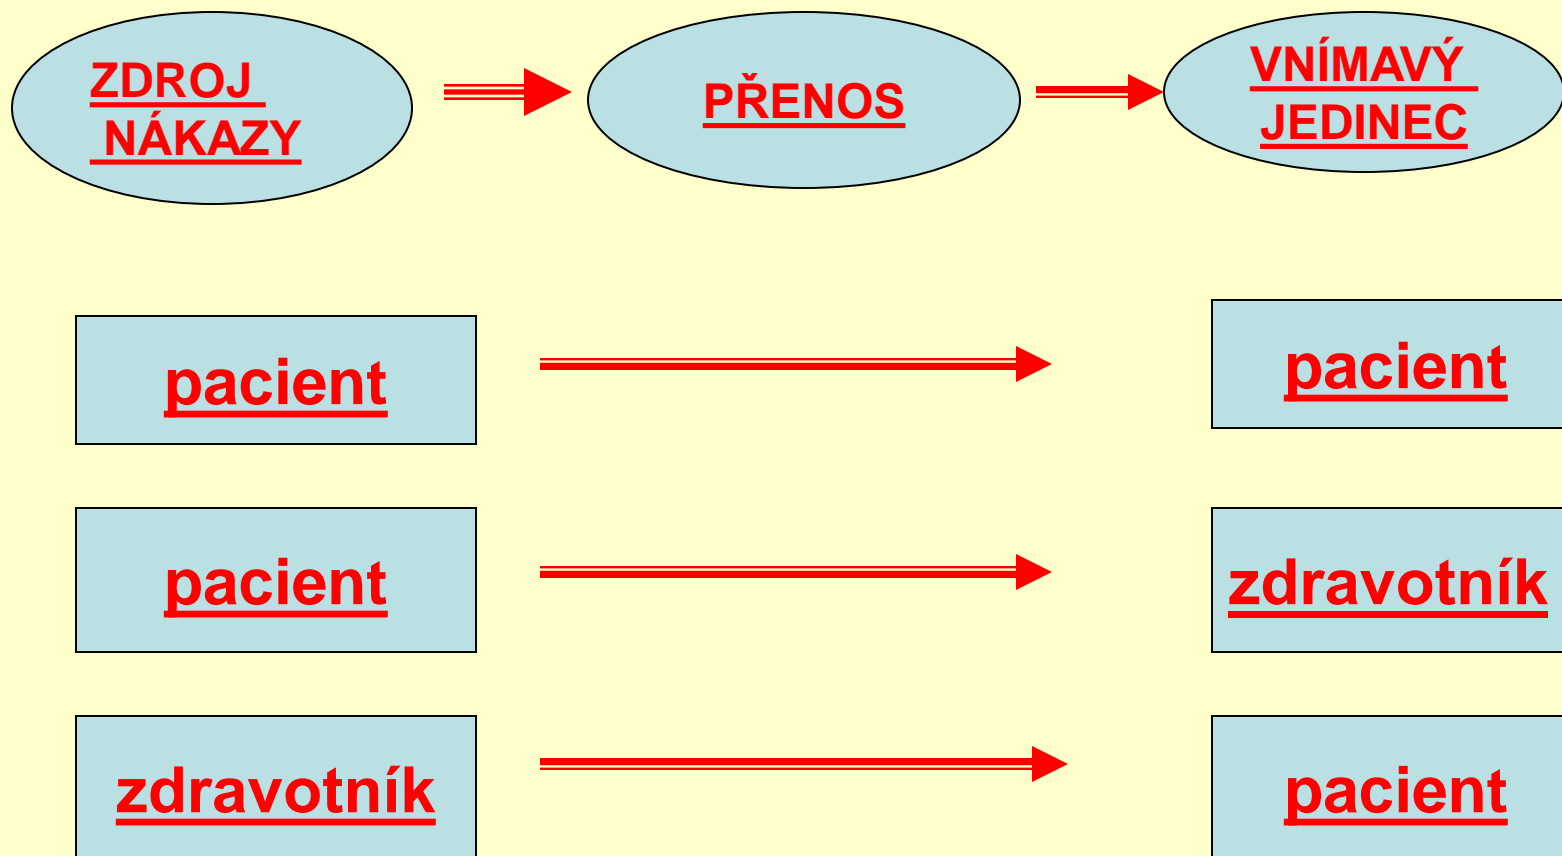 ZDROJ
NÁKAZY
PŘENOS
VNÍMAVÝ
JEDINEC
pacient
pacient
pacient
zdravotník
zdravotník
pacient